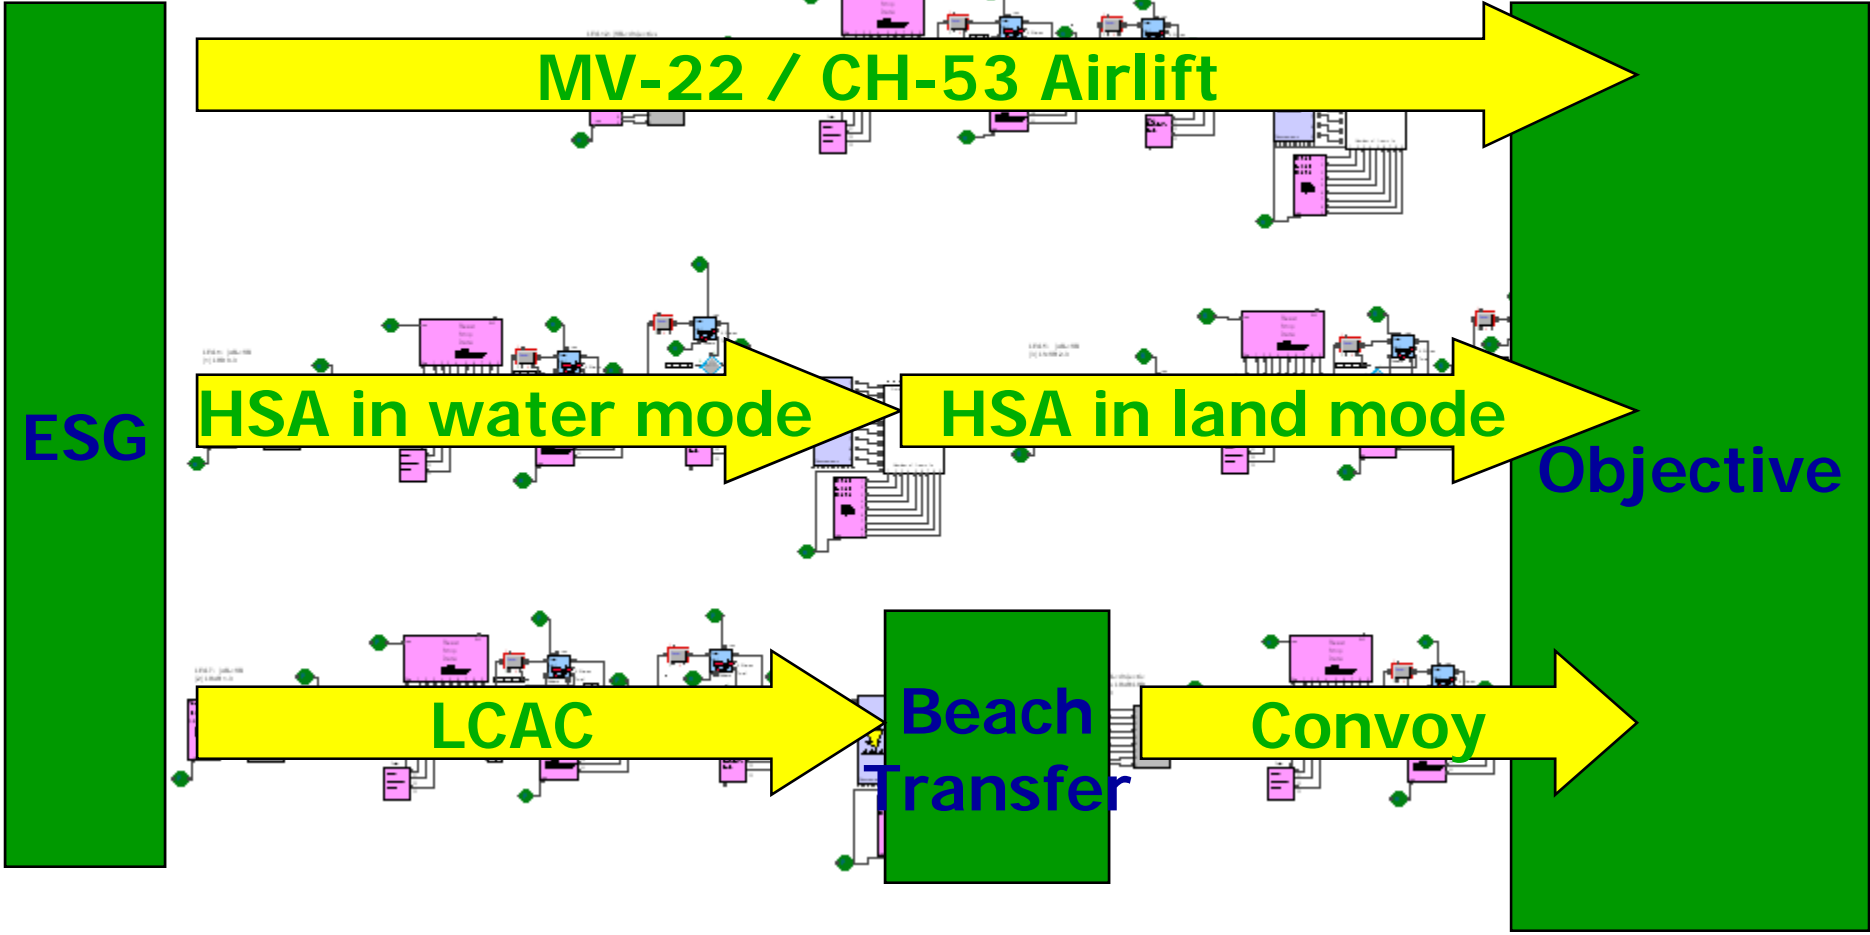 MV-22 / CH-53 Airlift
ESG
HSA in water mode
HSA in land mode
Objective
LCAC
Beach
Transfer
Convoy